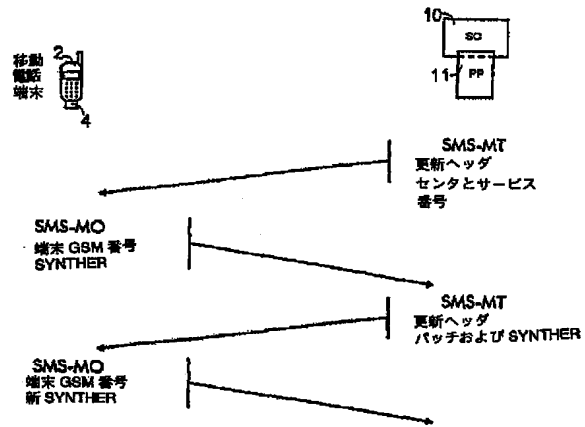 移動
電話
端末
2
4
10
SC
11
PP
SMS-MT
更新ヘッダ
センタとサービス
番号
SMS-MO
端末 GSM 番号
SYNTHER
SMS-MT
更新ヘッダ
パッチおよび SYNTHER
SMS-MO
端末 GSM 番号
新 SYNTHER